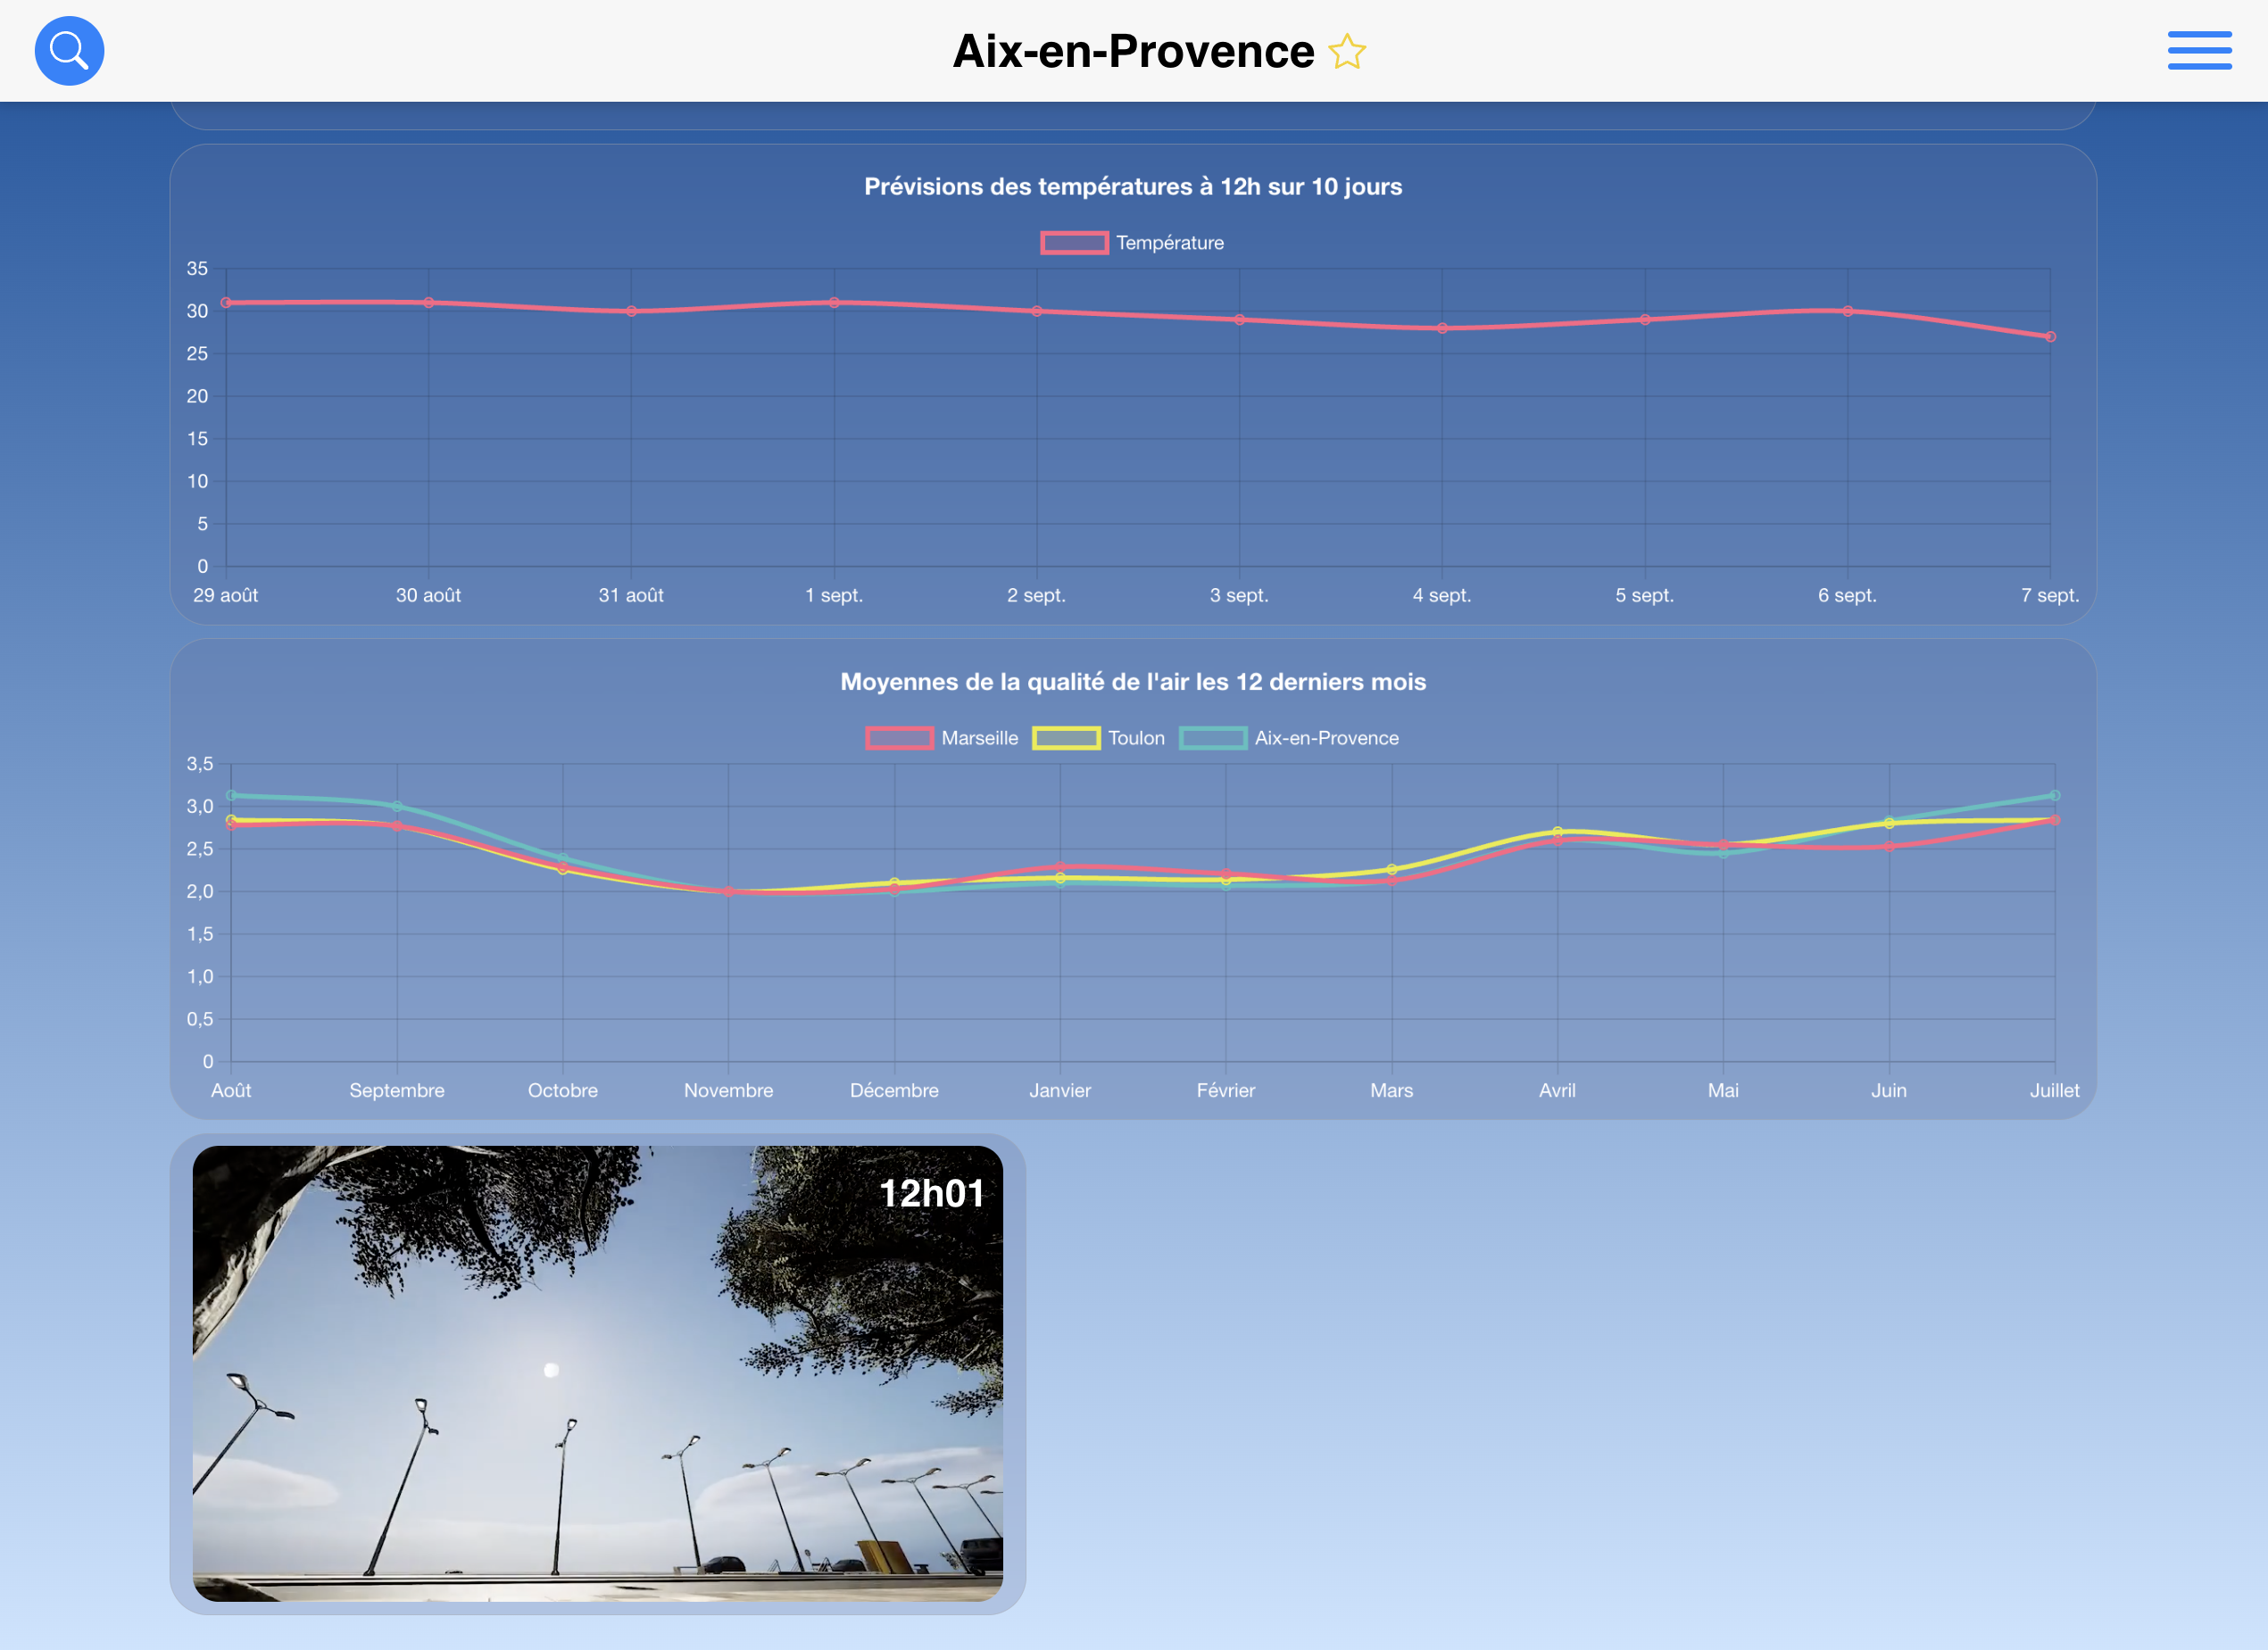 Aix-en-Provence
Prévisions des températures à 12h sur 10 jours
Température
35
30
25
20
15
10
5
0
29 août 30 août 31 août 1 sept. 2 sept. 3 sept. 4 sept. 5 sept. 6 sept. 7 sept.
Moyennes de la qualité de l'air les 12 derniers mois
Marseille Toulon Aix-en-Provence
3,5
3,0
2,5
2,0
1,5
1,0
0,5
0
Août Septembre Octobre Novembre Décembre Janvier Février Mars Avril Mai Juin Juillet
12h01